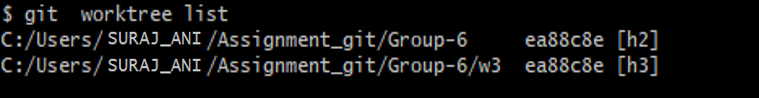 $ git  worktree list
C:/Users/ SURAJ_ANI /Assignment_git/Group-6     ea88c8e [h2]
C:/Users/ SURAJ_ANI /Assignment_git/Group-6/w3  ea88c8e [h3]